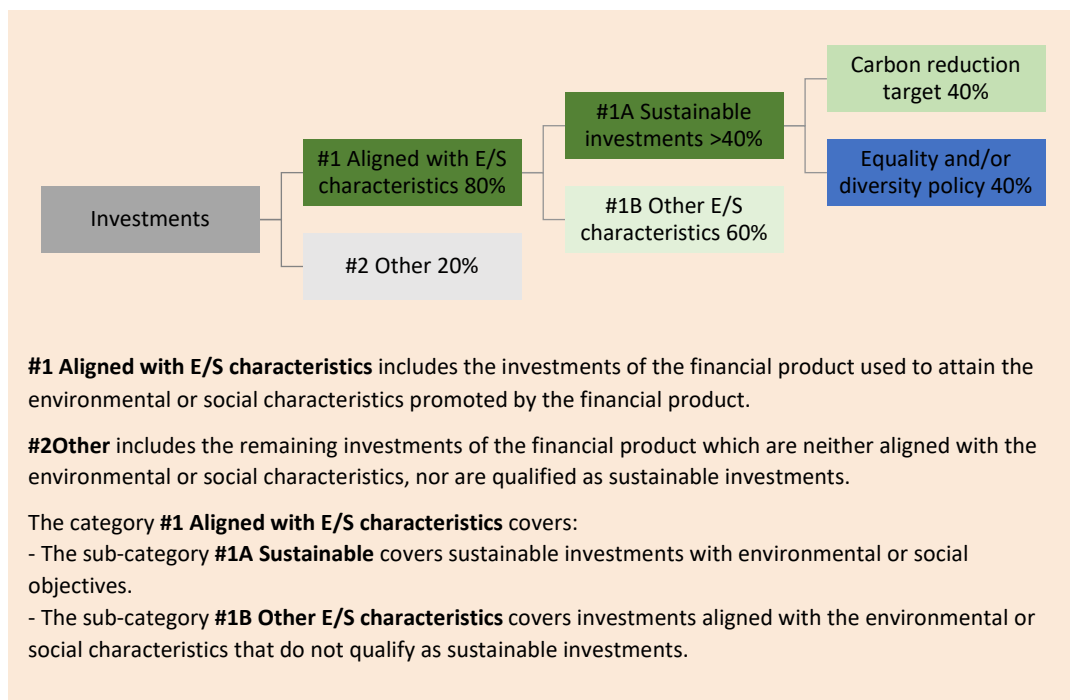 Carbon reduction
target 40%
#1A Sustainable
investments >40%
#1 Aligned with E/S
characteristics 80%
Equality and/or
diversity policy 40%
Investments
#1B Other E/S
characteristics 60%
#2 Other 20%
#1 Aligned with E/S characteristics includes the investments of the financial product used to attain the
environmental or social characteristics promoted by the financial product.
#2Other includes the remaining investments of the financial product which are neither aligned with the
environmental or social characteristics, nor are qualified as sustainable investments.
The category #1 Aligned with E/S characteristics covers:
- The sub-category #1A Sustainable covers sustainable investments with environmental or social
objectives.
- The sub-category #1B Other E/S characteristics covers investments aligned with the environmental or
social characteristics that do not qualify as sustainable investments.